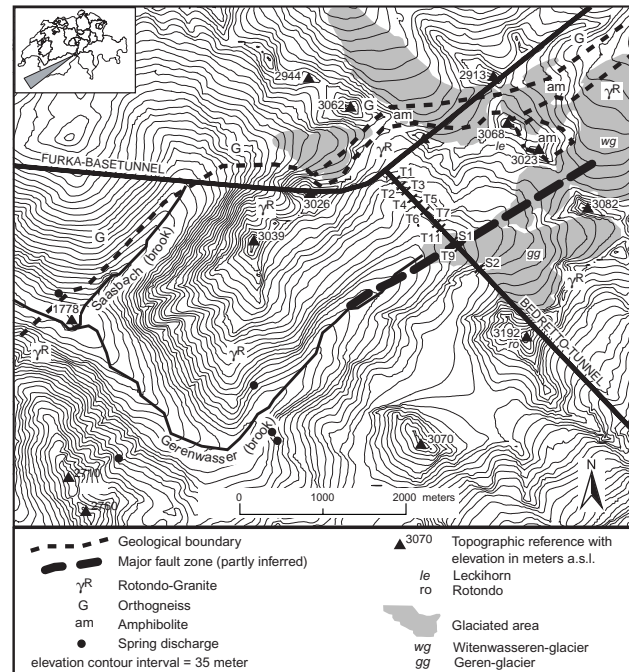 2944
2913
G
3062
G
am
am
γR
3068
le
am
3023
wg
G
γR
FURKA-BASETUNNEL
3026
T1
T2
T3
T4
T5
T6
T7
T11
S1
T9
S2
gg
3082
γR
3039
G
Saasbach (brook)
1778
γR
γR
BEDRETTO-TUNNEL
3192
ro
Gerenwasser (brook)
3070
N
0 1000 2000 meters
Geological boundary
Major fault zone (partly inferred)
γR Rotondo-Granite
G Orthogneiss
am Amphibolite
Spring discharge
elevation contour interval = 35 meter
3070 Topographic reference with
elevation in meters a.s.l.
le Leckihorn
ro Rotondo
Glaciated area
wg Witenwasseren-glacier
gg Geren-glacier